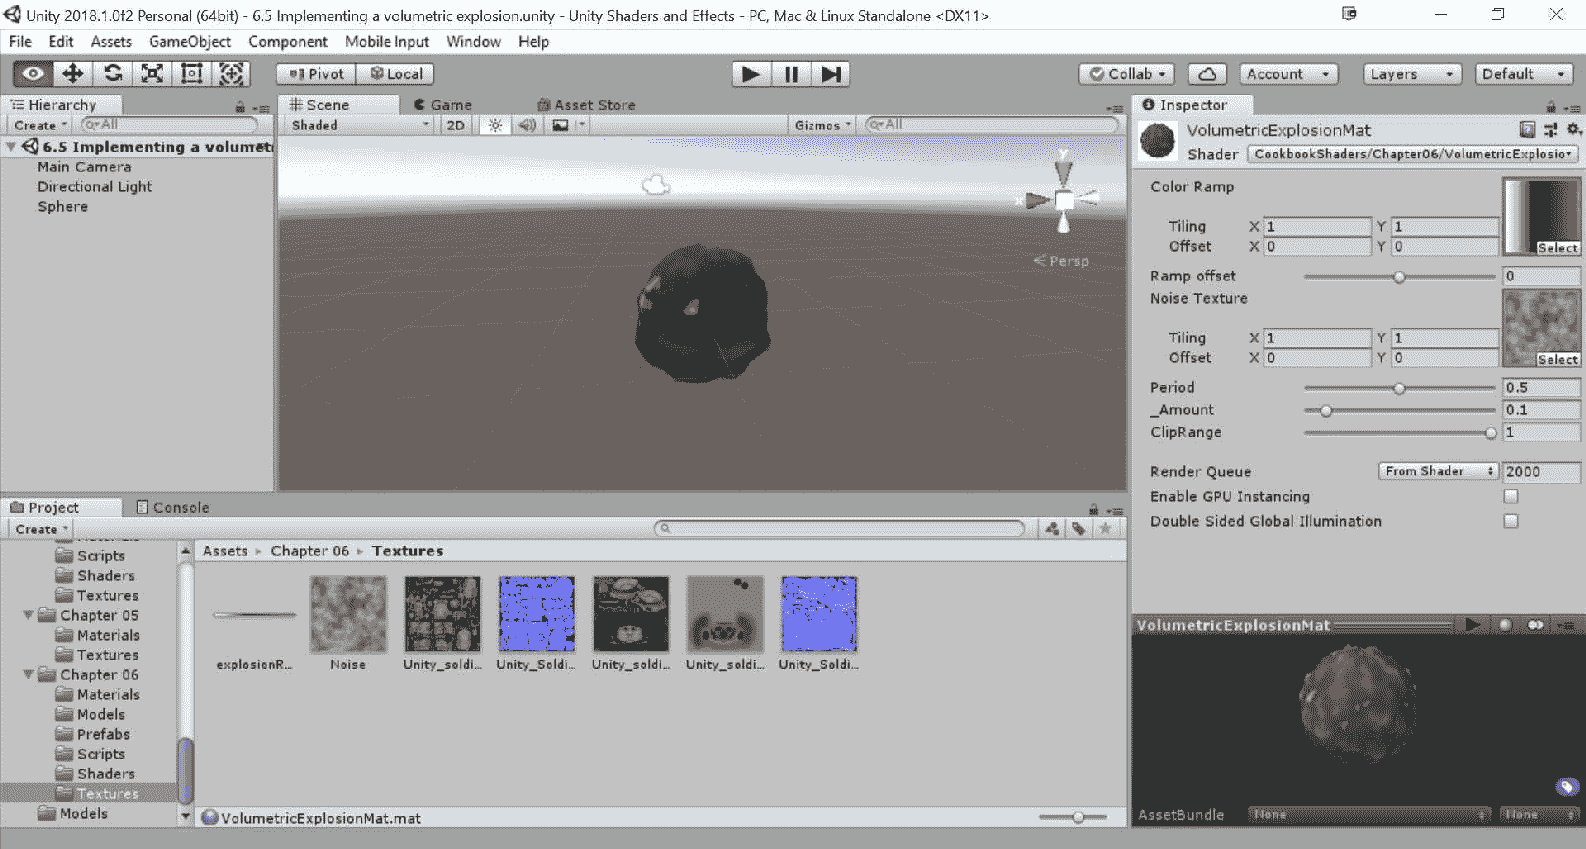 Unity 2018.1.0f2 Personal (64bit) - 6.5 Implementing a volumetric explosion.unity - Unity Shaders and Effects - PC, Mac & Linux Standalone <DX11>
File Edit Assets GameObject Component Mobile Input Window Help
Pivot Local Collab Account Layers Default
Hierarchy
Create All
6.5 Implementing a volumet
Main Camera
Directional Light
Sphere
Scene Game Asset Store
Shaded 2D Gizmos All
y
x
Persp
Inspector
VolumetricExplosionMat
Shader CookbookShaders/Chapter06/VolumetricExplosio
Color Ramp
Tiling X 1 Y 1
Offset X 0 Y 0
Select
Ramp offset 0
Noise Texture
Tiling X 1 Y 1
Offset X 0 Y 0
Select
Period 0.5
_Amount 0.1
ClipRange 1
Render Queue From Shader 2000
Enable GPU Instancing
Double Sided Global Illumination
Project Console
Create
Materials
Scripts
Shaders
Textures
Chapter 05
Materials
Textures
Chapter 06
Materials
Models
Prefabs
Scripts
Shaders
Textures
Models
Assets Chapter 06 Textures
explosionR... Noise Unity_soldi... Unity_Soldi... Unity_soldi... Unity_soldi... Unity_Soldi...
VolumetricExplosionMat.mat
VolumetricExplosionMat
AssetBundle None None